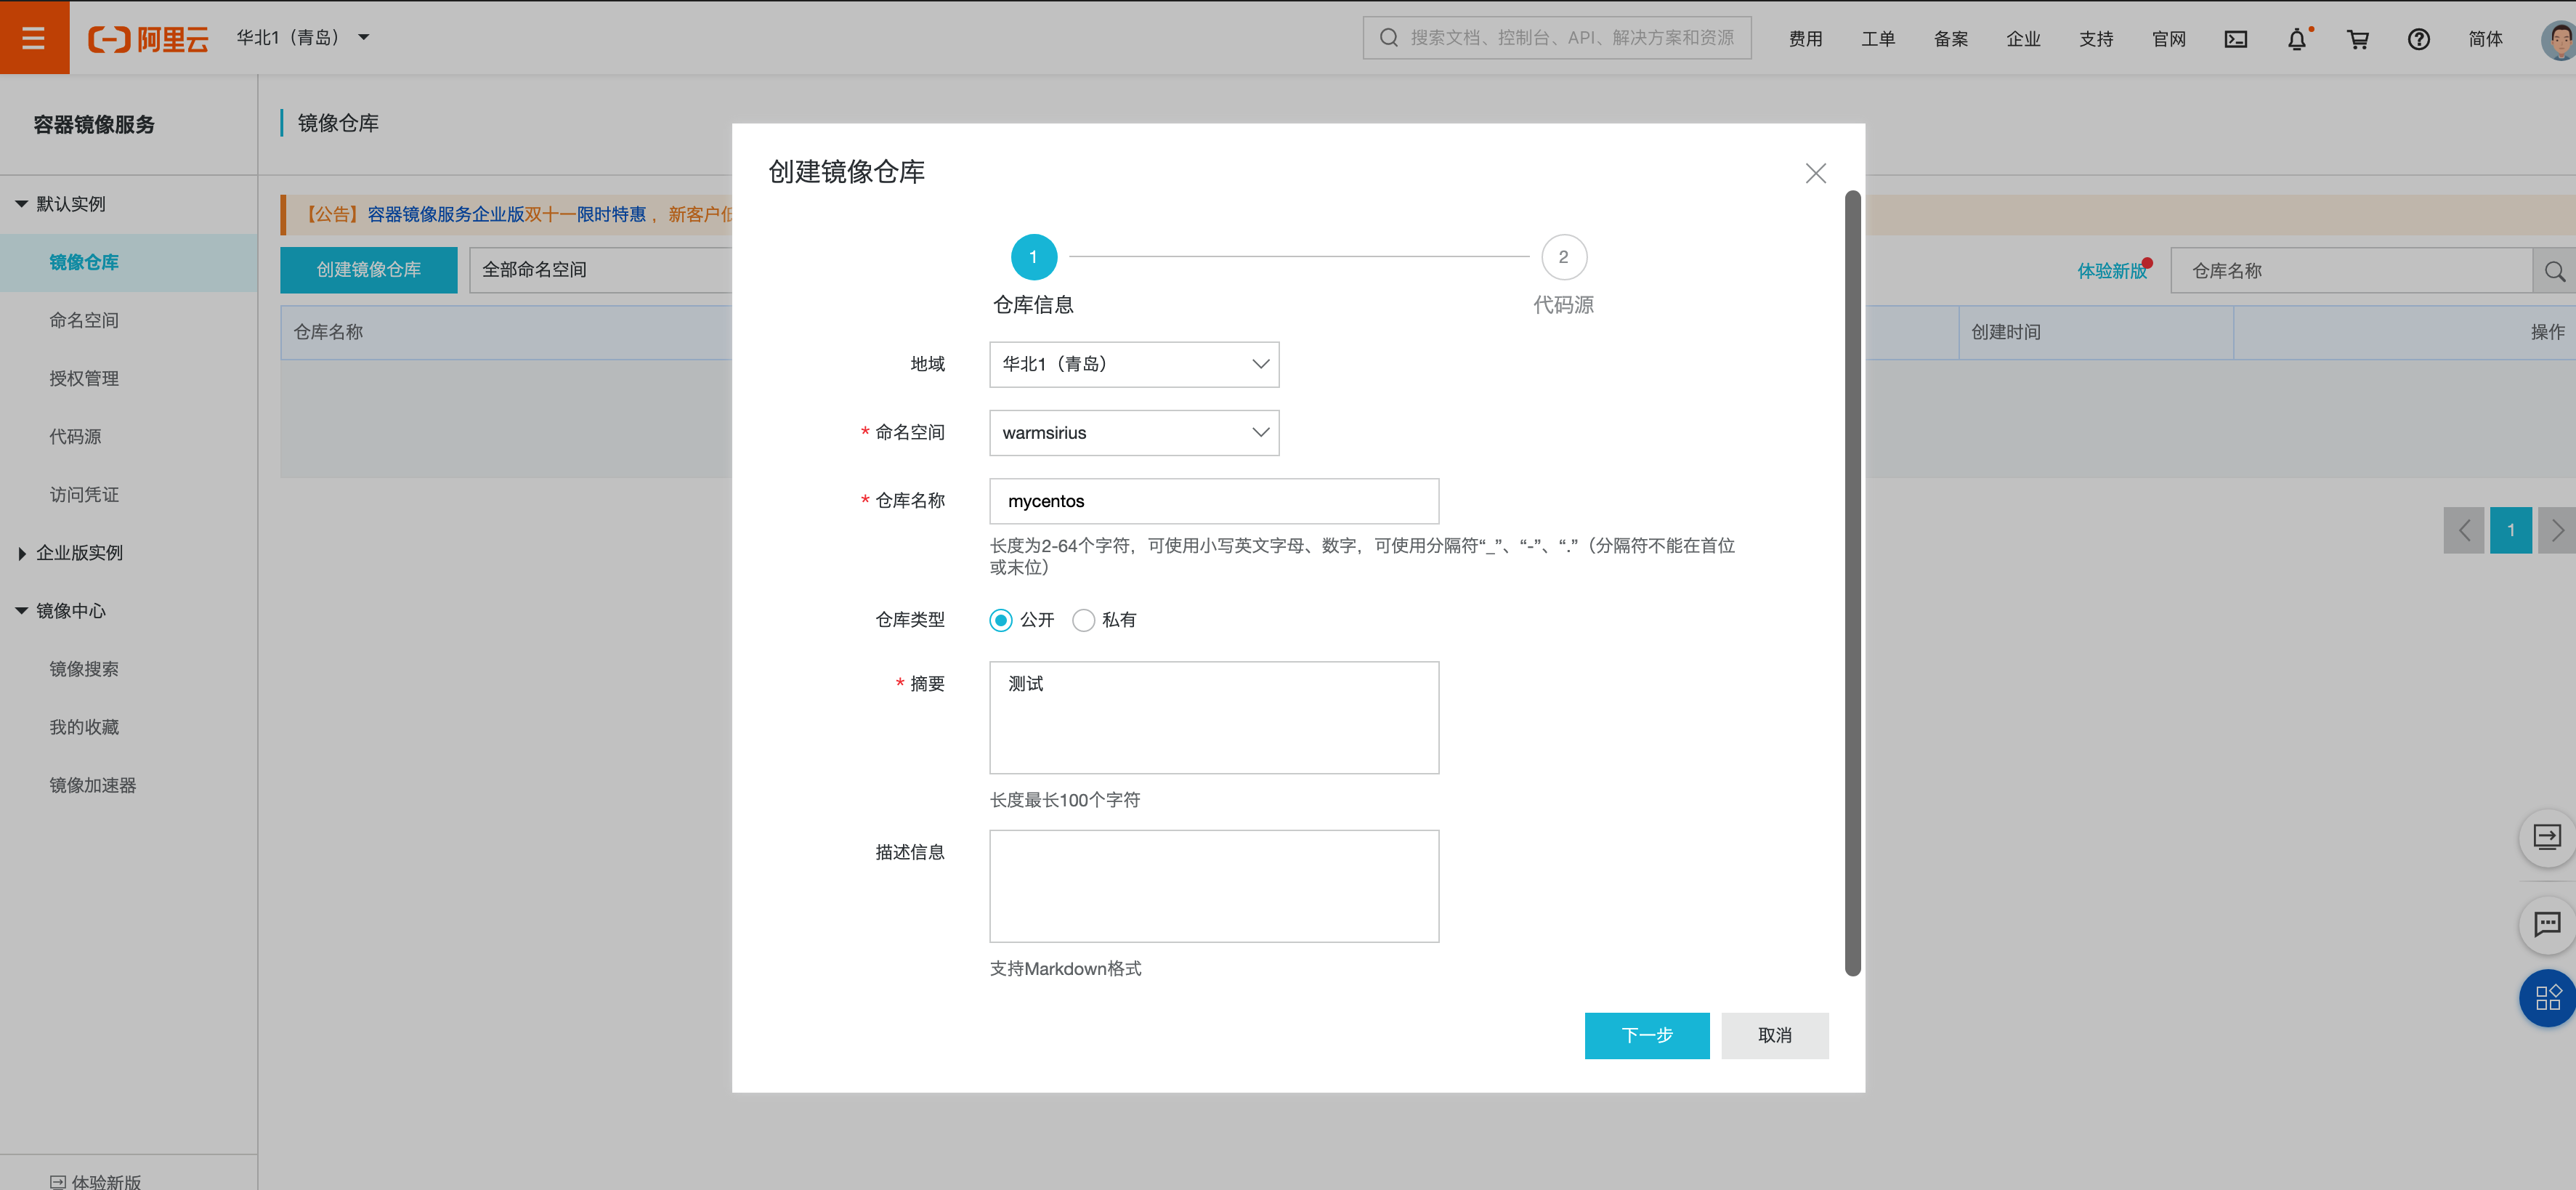 阿里云
华北1（青岛）
搜索文档、控制台、API、解决方案和资源
费用
工单
备案
企业
支持
官网
简体
容器镜像服务
默认实例
镜像仓库
命名空间
授权管理
代码源
访问凭证
企业版实例
镜像中心
镜像搜索
我的收藏
镜像加速器
体验新版
镜像仓库
【公告】容器镜像服务企业版双十一限时特惠，新客户低
创建镜像仓库
全部命名空间
体验新版
仓库名称
仓库名称
创建时间
操作
1
创建镜像仓库
1
2
仓库信息
代码源
地域
华北1（青岛）
* 命名空间
warmsirius
* 仓库名称
mycentos
长度为2-64个字符，可使用小写英文字母、数字，可使用分隔符“_”、“-”、“.”（分隔符不能在首位
或末位）
仓库类型
公开
私有
* 摘要
测试
长度最长100个字符
描述信息
支持Markdown格式
下一步
取消